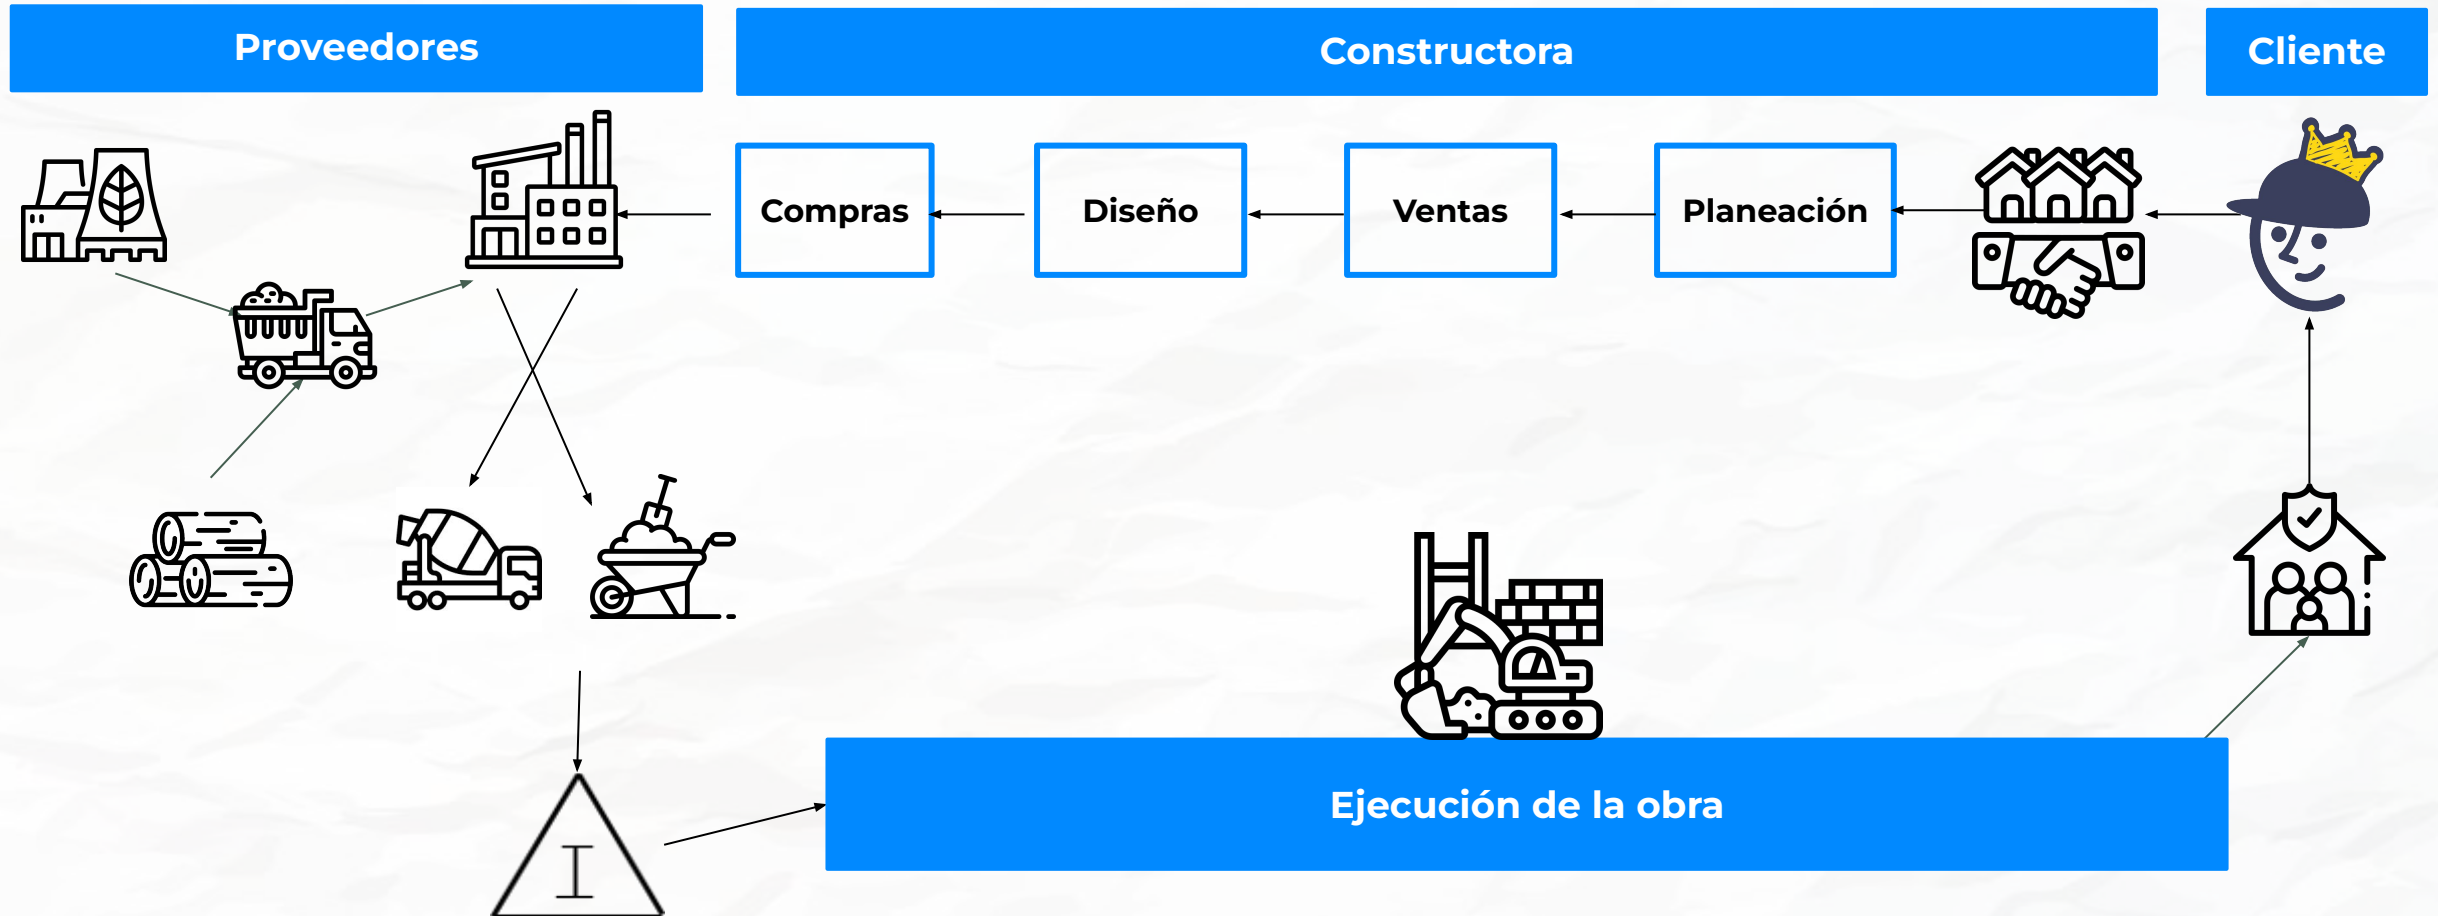 Proveedores
Constructora
Cliente
Compras
Diseño
Ventas
Planeación
I
Ejecución de la obra